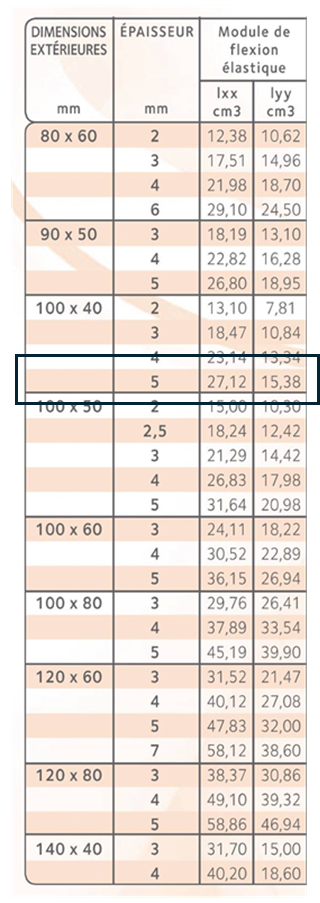 DIMENSIONS EXTÉRIEURES ÉPAISSEUR Module de flexion élastique
Ixx Iyy
mm mm cm3 cm3
80 x 60 2 12,38 10,62
3 17,51 14,96
4 21,98 18,70
6 29,10 24,50
90 x 50 3 18,19 13,10
4 22,82 16,28
5 26,80 18,95
100 x 40 2 13,10 7,81
3 18,47 10,84
4 23,14 13,34
5 27,12 15,38
100 x 50 2 15,00 10,30
2,5 18,24 12,42
3 21,29 14,42
4 26,83 17,98
5 31,64 20,98
100 x 60 3 24,11 18,22
4 30,52 22,89
5 36,15 26,94
100 x 80 3 29,76 26,41
4 37,89 33,54
5 45,19 39,90
120 x 60 3 31,52 21,47
4 40,12 27,08
5 47,83 32,00
7 58,12 38,60
120 x 80 3 38,37 30,86
4 49,10 39,32
5 58,86 46,94
140 x 40 3 31,70 15,00
4 40,20 18,60